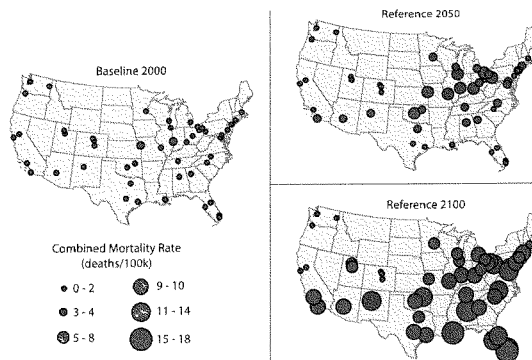 Baseline 2000
Combined Mortality Rate
(deaths/100k)
0 - 2
3 - 4
5 - 8
9 - 10
11 - 14
15 - 18
Reference 2050
Reference 2100